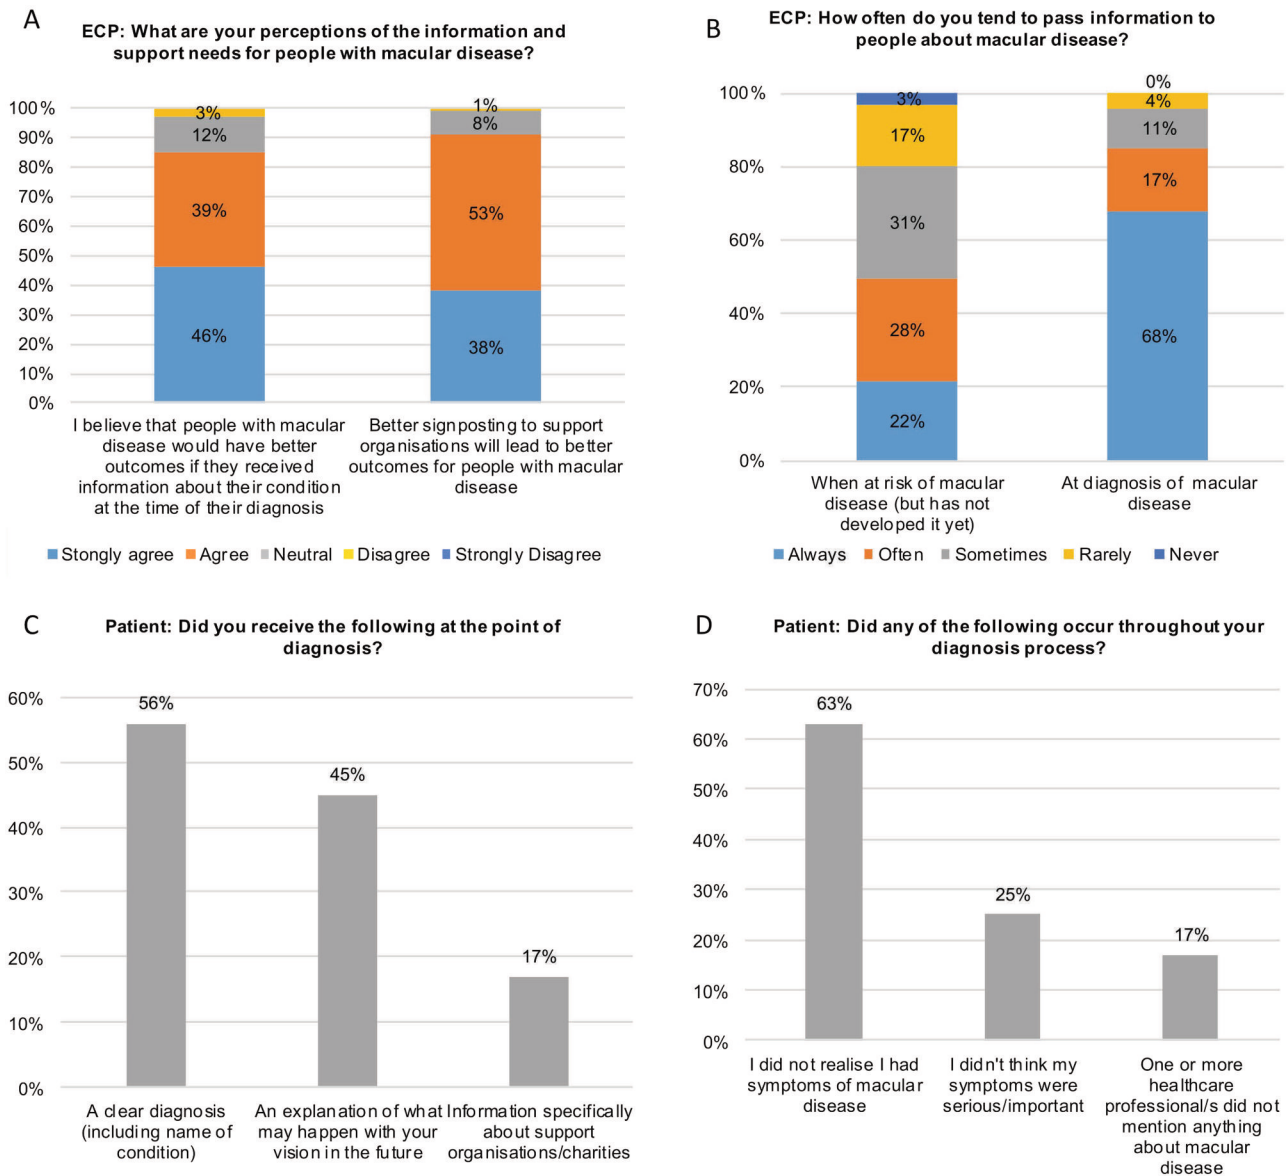 A
ECP: What are your perceptions of the information and
support needs for people with macular disease?
100%
90%
80%
70%
60%
50%
40%
30%
20%
10%
0%
3%
12%
39%
46%
1%
8%
53%
38%
I believe that people with macular
disease would have better
outcomes if they received
information about their condition
at the time of their diagnosis
Better signposting to support
organisations will lead to better
outcomes for people with macular
disease
Stongly agree Agree Neutral Disagree Strongly Disagree
B
ECP: How often do you tend to pass information to
people about macular disease?
100%
80%
60%
40%
20%
0%
3%
17%
31%
28%
22%
0%
4%
11%
17%
68%
When at risk of macular
disease (but has not
developed it yet)
At diagnosis of macular
disease
Always Often Sometimes Rarely Never
C
Patient: Did you receive the following at the point of
diagnosis?
60%
50%
40%
30%
20%
10%
0%
56%
45%
17%
A clear diagnosis
(including name of
condition)
An explanation of what
may happen with your
vision in the future
Information specifically
about support
organisations/charities
D
Patient: Did any of the following occur throughout your
diagnosis process?
70%
60%
50%
40%
30%
20%
10%
0%
63%
25%
17%
I did not realise I had
symptoms of macular
disease
I didn't think my
symptoms were
serious/important
One or more
healthcare
professional/s did not
mention anything
about macular
disease